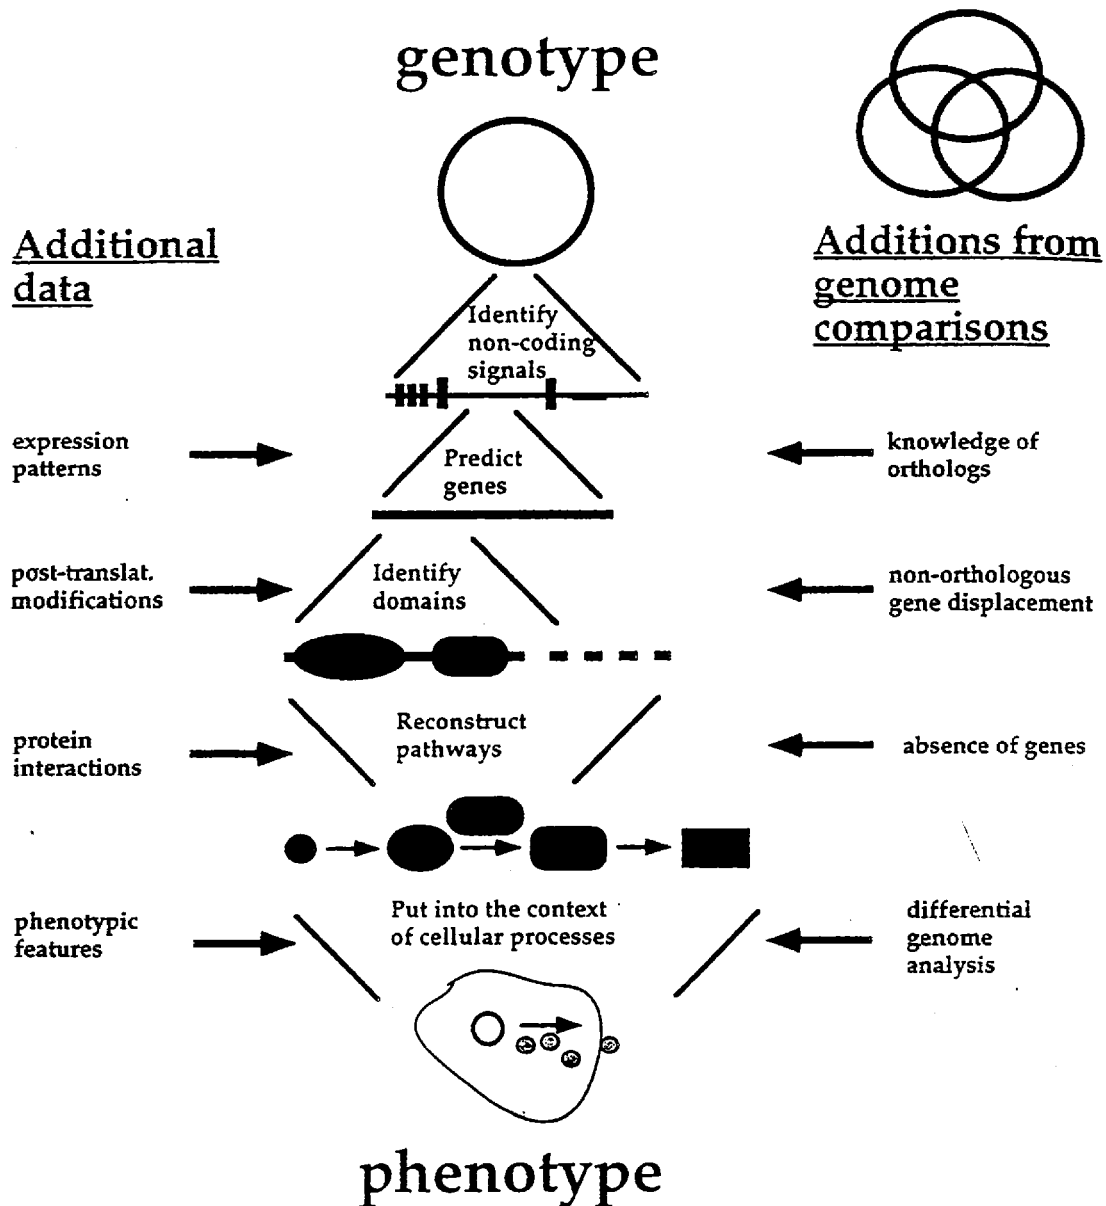 genotype
Additional
data
Additions from
genome
comparisons
Identify
non-coding
signals
expression
patterns
Predict
genes
knowledge of
orthologs
post-translat.
modifications
Identify
domains
non-orthologous
gene displacement
protein
interactions
Reconstruct
pathways
absence of genes
phenotypic
features
Put into the context
of cellular processes
differential
genome
analysis
phenotype